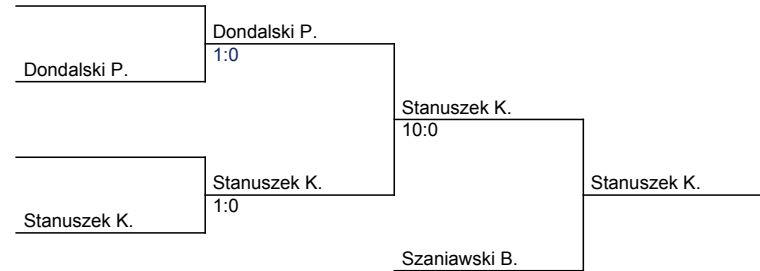 Dondalski P.
1:0
Dondalski P.
Stanuszek K.
10:0
Stanuszek K.
Stanuszek K.
1:0
Stanuszek K.
Szaniawski B.